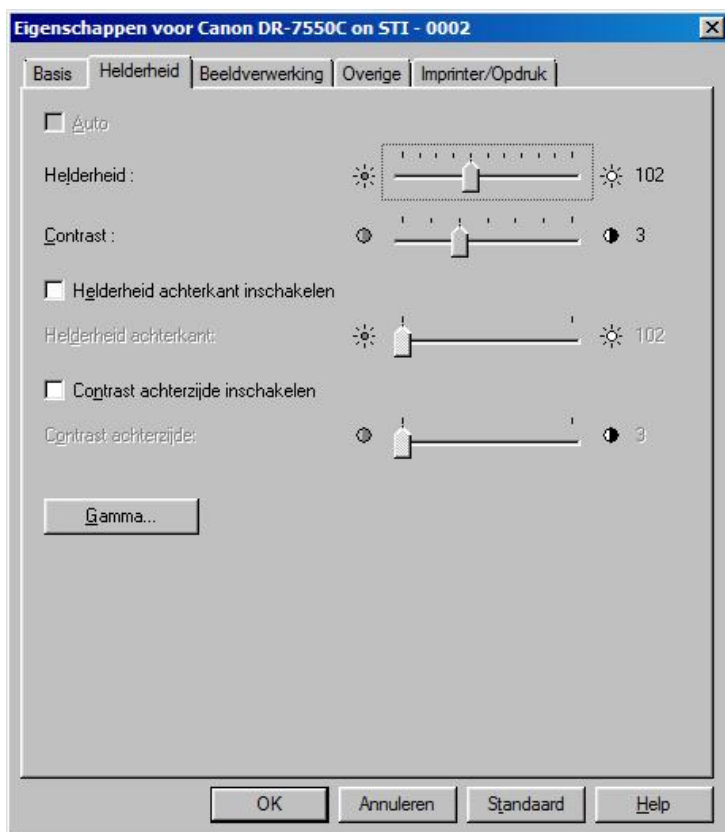 Eigenschappen voor Canon DR-7550C on STI - 0002
Basis Helderheid Beeldverwerking Overige Imprinter/Opdruk
Auto
Helderheid : 102
Contrast : 3
Helderheid achterkant inschakelen
Helderheid achterkant: 102
Contrast achterzijde inschakelen
Contrast achterzijde: 3
Gamma...
OK Annuleren Standaard Help